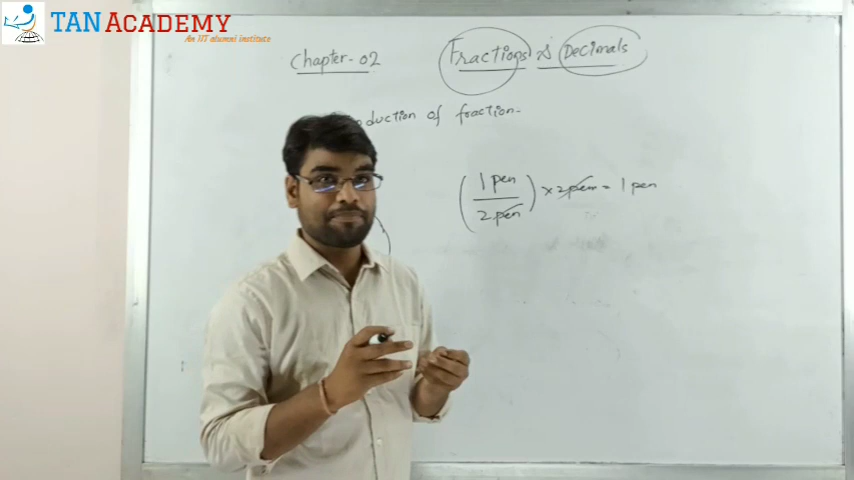 TAN ACADEMY
An IIT alumni institute
Chapter-02 Fractions & Decimals
oduction of fraction-
(1 pen / 2 pen) × 2 pen = 1 pen